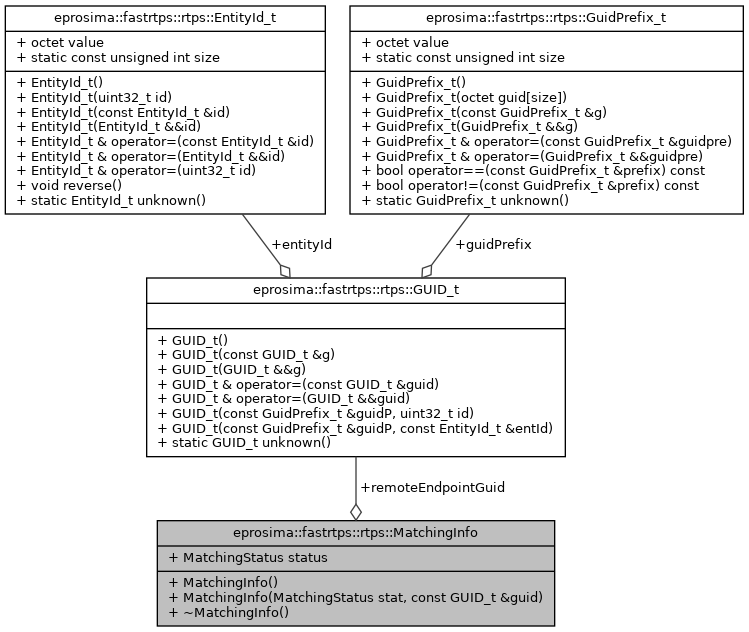 eprosima::fastrtps::rtps::EntityId_t
+ octet value
+ static const unsigned int size
+ EntityId_t()
+ EntityId_t(uint32_t id)
+ EntityId_t(const EntityId_t &id)
+ EntityId_t(EntityId_t &&id)
+ EntityId_t & operator=(const EntityId_t &id)
+ EntityId_t & operator=(EntityId_t &&id)
+ EntityId_t & operator=(uint32_t id)
+ void reverse()
+ static EntityId_t unknown()
eprosima::fastrtps::rtps::GuidPrefix_t
+ octet value
+ static const unsigned int size
+ GuidPrefix_t()
+ GuidPrefix_t(octet guid[size])
+ GuidPrefix_t(const GuidPrefix_t &g)
+ GuidPrefix_t(GuidPrefix_t &&g)
+ GuidPrefix_t & operator=(const GuidPrefix_t &guidpre)
+ GuidPrefix_t & operator=(GuidPrefix_t &&guidpre)
+ bool operator==(const GuidPrefix_t &prefix) const
+ bool operator!=(const GuidPrefix_t &prefix) const
+ static GuidPrefix_t unknown()
+entityId
+guidPrefix
eprosima::fastrtps::rtps::GUID_t
+ GUID_t()
+ GUID_t(const GUID_t &g)
+ GUID_t(GUID_t &&g)
+ GUID_t & operator=(const GUID_t &guid)
+ GUID_t & operator=(GUID_t &&guid)
+ GUID_t(const GuidPrefix_t &guidP, uint32_t id)
+ GUID_t(const GuidPrefix_t &guidP, const EntityId_t &entId)
+ static GUID_t unknown()
+remoteEndpointGuid
eprosima::fastrtps::rtps::MatchingInfo
+ MatchingStatus status
+ MatchingInfo()
+ MatchingInfo(MatchingStatus stat, const GUID_t &guid)
+ ~MatchingInfo()